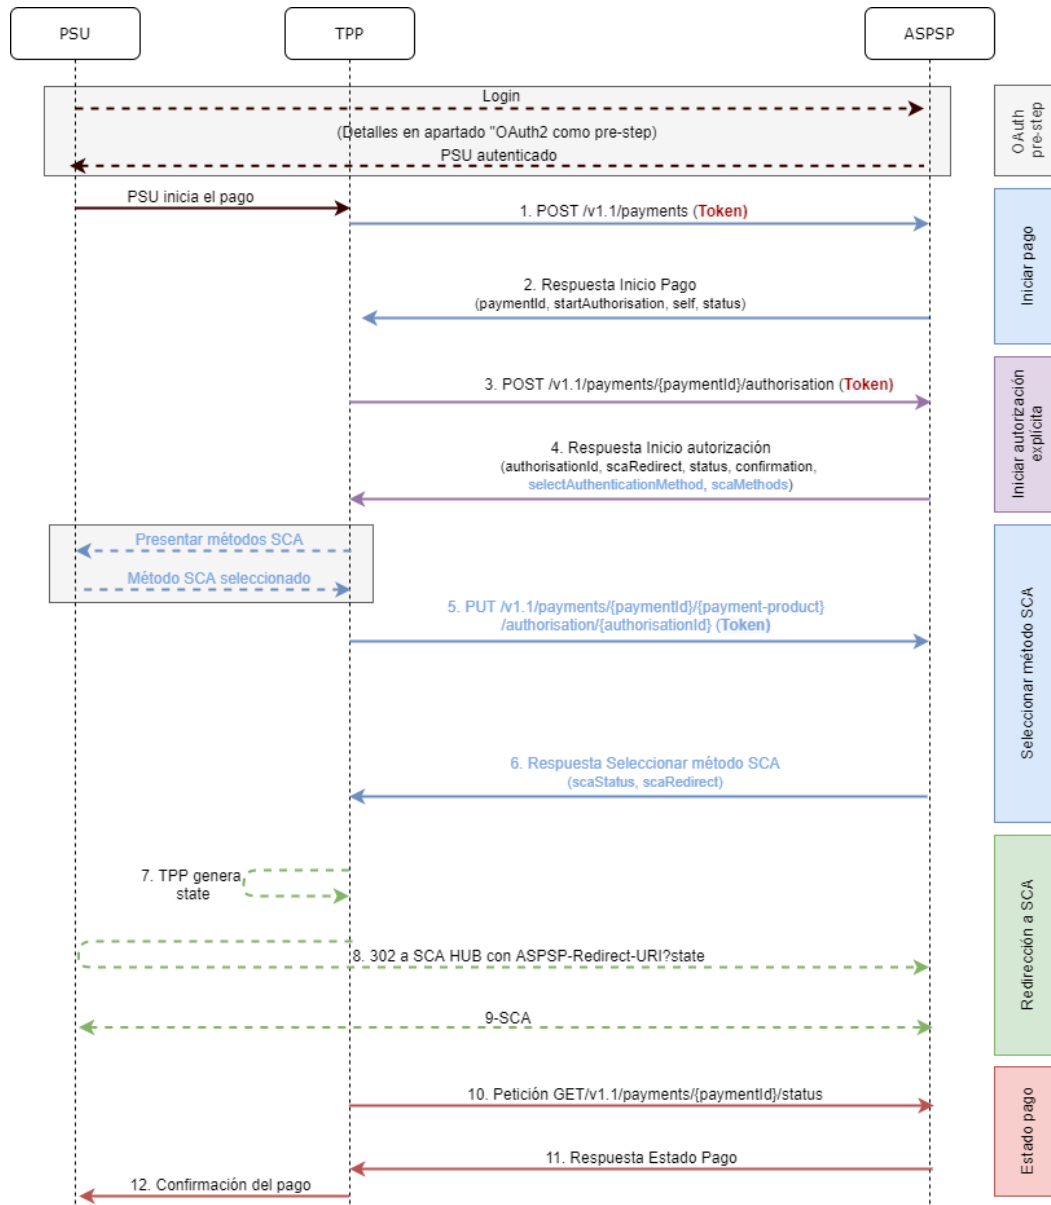 PSU
TPP
ASPSP
Login
(Detalles en apartado "OAuth2 como pre-step)
PSU autenticado
OAuth
pre-step
PSU inicia el pago
1. POST /v1.1/payments (Token)
2. Respuesta Inicio Pago
(paymentId, startAuthorisation, self, status)
Iniciar pago
3. POST /v1.1/payments/{paymentId}/authorisation (Token)
4. Respuesta Inicio autorización
(authorisationId, scaRedirect, status, confirmation,
selectAuthenticationMethod, scaMethods)
Iniciar autorización
explícita
Presentar métodos SCA
Método SCA seleccionado
5. PUT /v1.1/payments/{paymentId}/{payment-product}
/authorisation/{authorisationId} (Token)
6. Respuesta Seleccionar método SCA
(scaStatus, scaRedirect)
Seleccionar método SCA
7. TPP genera
state
8. 302 a SCA HUB con ASPSP-Redirect-URI?state
9-SCA
Redirección a SCA
10. Petición GET/v1.1/payments/{paymentId}/status
11. Respuesta Estado Pago
12. Confirmación del pago
Estado pago